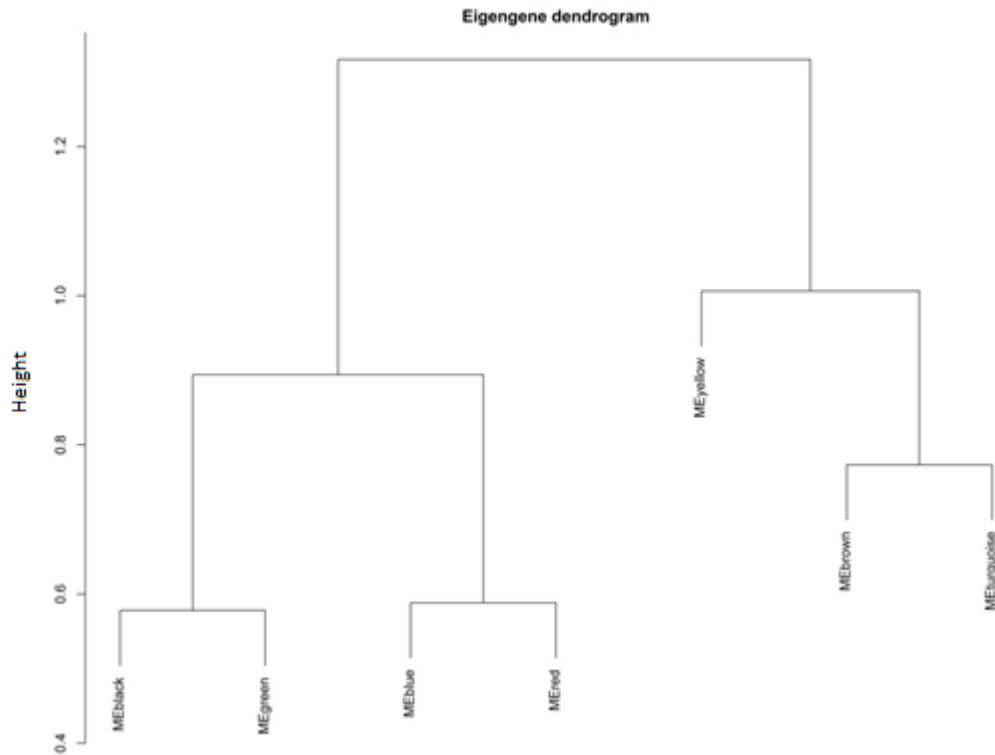 Eigengene dendrogram
Height
1.2
1.0
0.8
0.6
0.4
MEblack
MEgreen
MEblue
MEred
MEyellow
MEbrown
MEturquoise